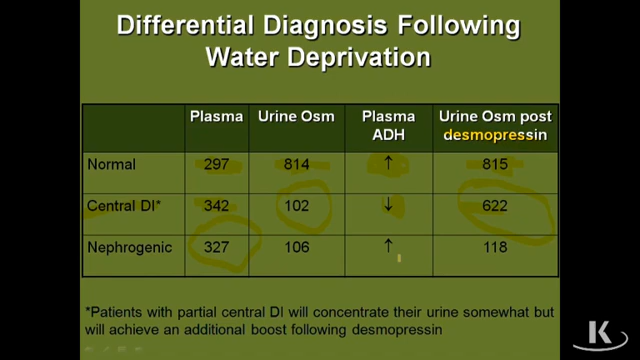 Differential Diagnosis Following
Water Deprivation
Plasma Urine Osm Plasma ADH Urine Osm post desmopressin
Normal 297 814 ↑ 815
Central DI* 342 102 ↓ 622
Nephrogenic 327 106 ↑ 118
*Patients with partial central DI will concentrate their urine somewhat but
will achieve an additional boost following desmopressin
K